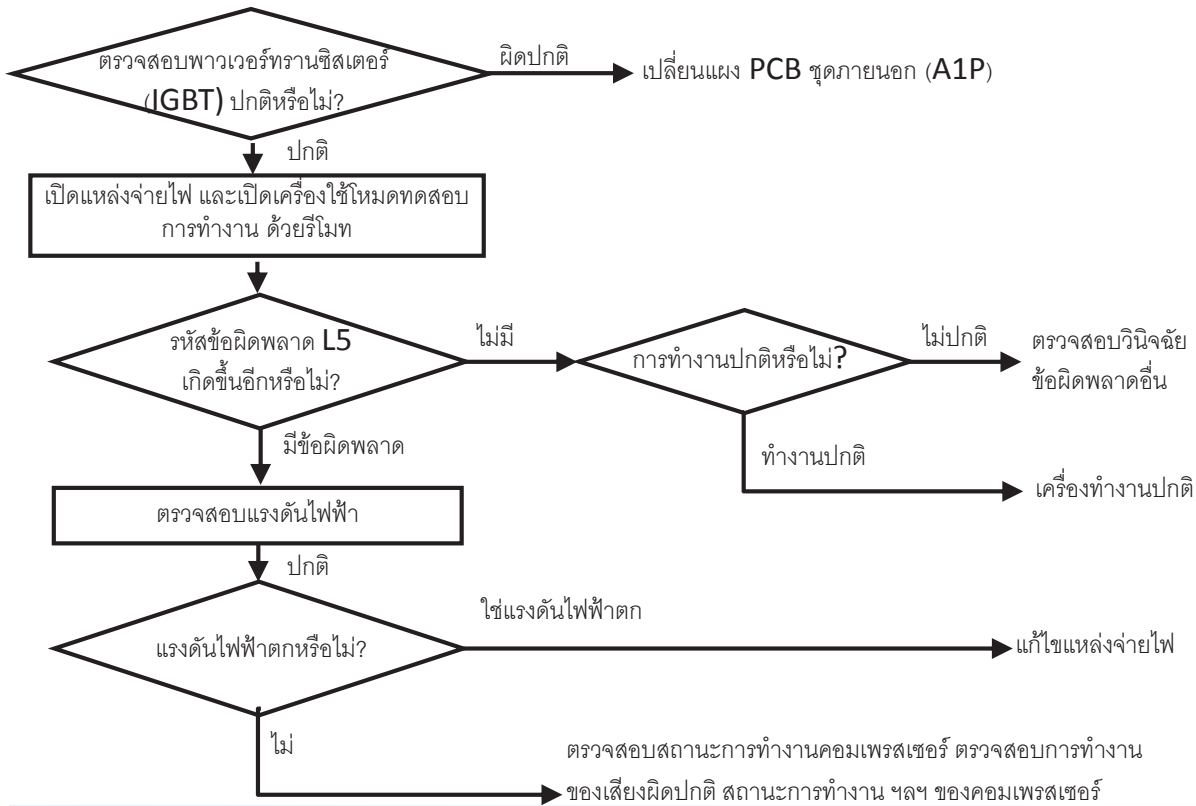 ตรวจสอบพาวเวอร์ทรานซิสเตอร์
(IGBT) ปกติหรือไม่?
ผิดปกติ
เปลี่ยนแผง PCB ชุดภายนอก (A1P)
ปกติ
เปิดแหล่งจ่ายไฟ และเปิดเครื่องใช้โหมดทดสอบ
การทำงาน ด้วยรีโมท
รหัสข้อผิดพลาด L5
เกิดขึ้นอีกหรือไม่?
ไม่มี
การทำงานปกติหรือไม่?
ไม่ปกติ
ตรวจสอบวินิจฉัย
ข้อผิดพลาดอื่น
มีข้อผิดพลาด
ทำงานปกติ
เครื่องทำงานปกติ
ตรวจสอบแรงดันไฟฟ้า
ปกติ
แรงดันไฟฟ้าตกหรือไม่?
ใช่แรงดันไฟฟ้าตก
แก้ไขแหล่งจ่ายไฟ
ไม่
ตรวจสอบสถานะการทำงานคอมเพรสเซอร์ ตรวจสอบการทำงาน
ของเสียงผิดปกติ สถานะการทำงาน ฯลฯ ของคอมเพรสเซอร์